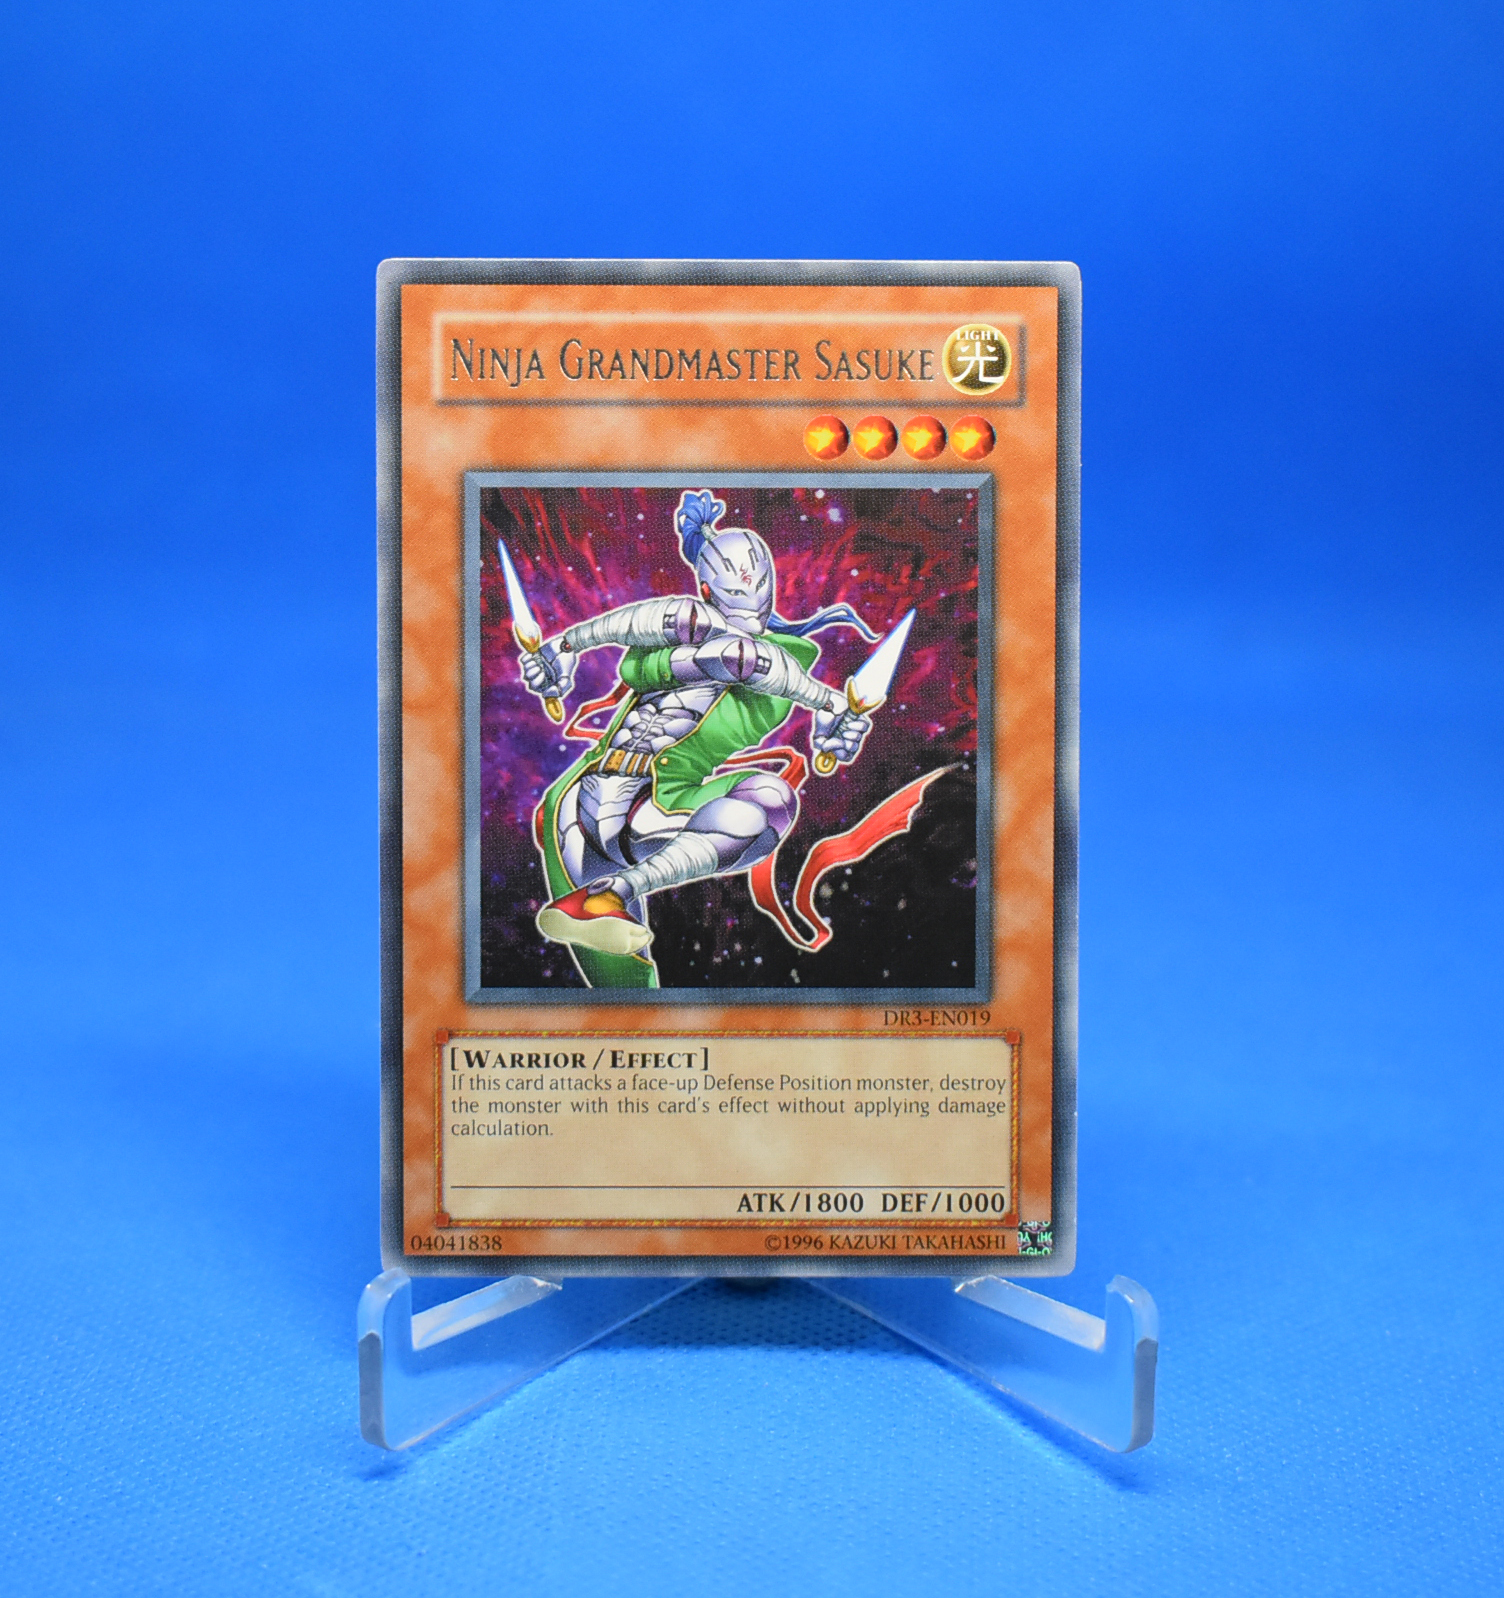 NINJA GRANDMASTER SASUKE
LIGHT
光
DR3-EN019
[WARRIOR / EFFECT]
If this card attacks a face-up Defense Position monster, destroy
the monster with this card's effect without applying damage
calculation.
ATK/1800 DEF/1000
04041838
©1996 KAZUKI TAKAHASHI